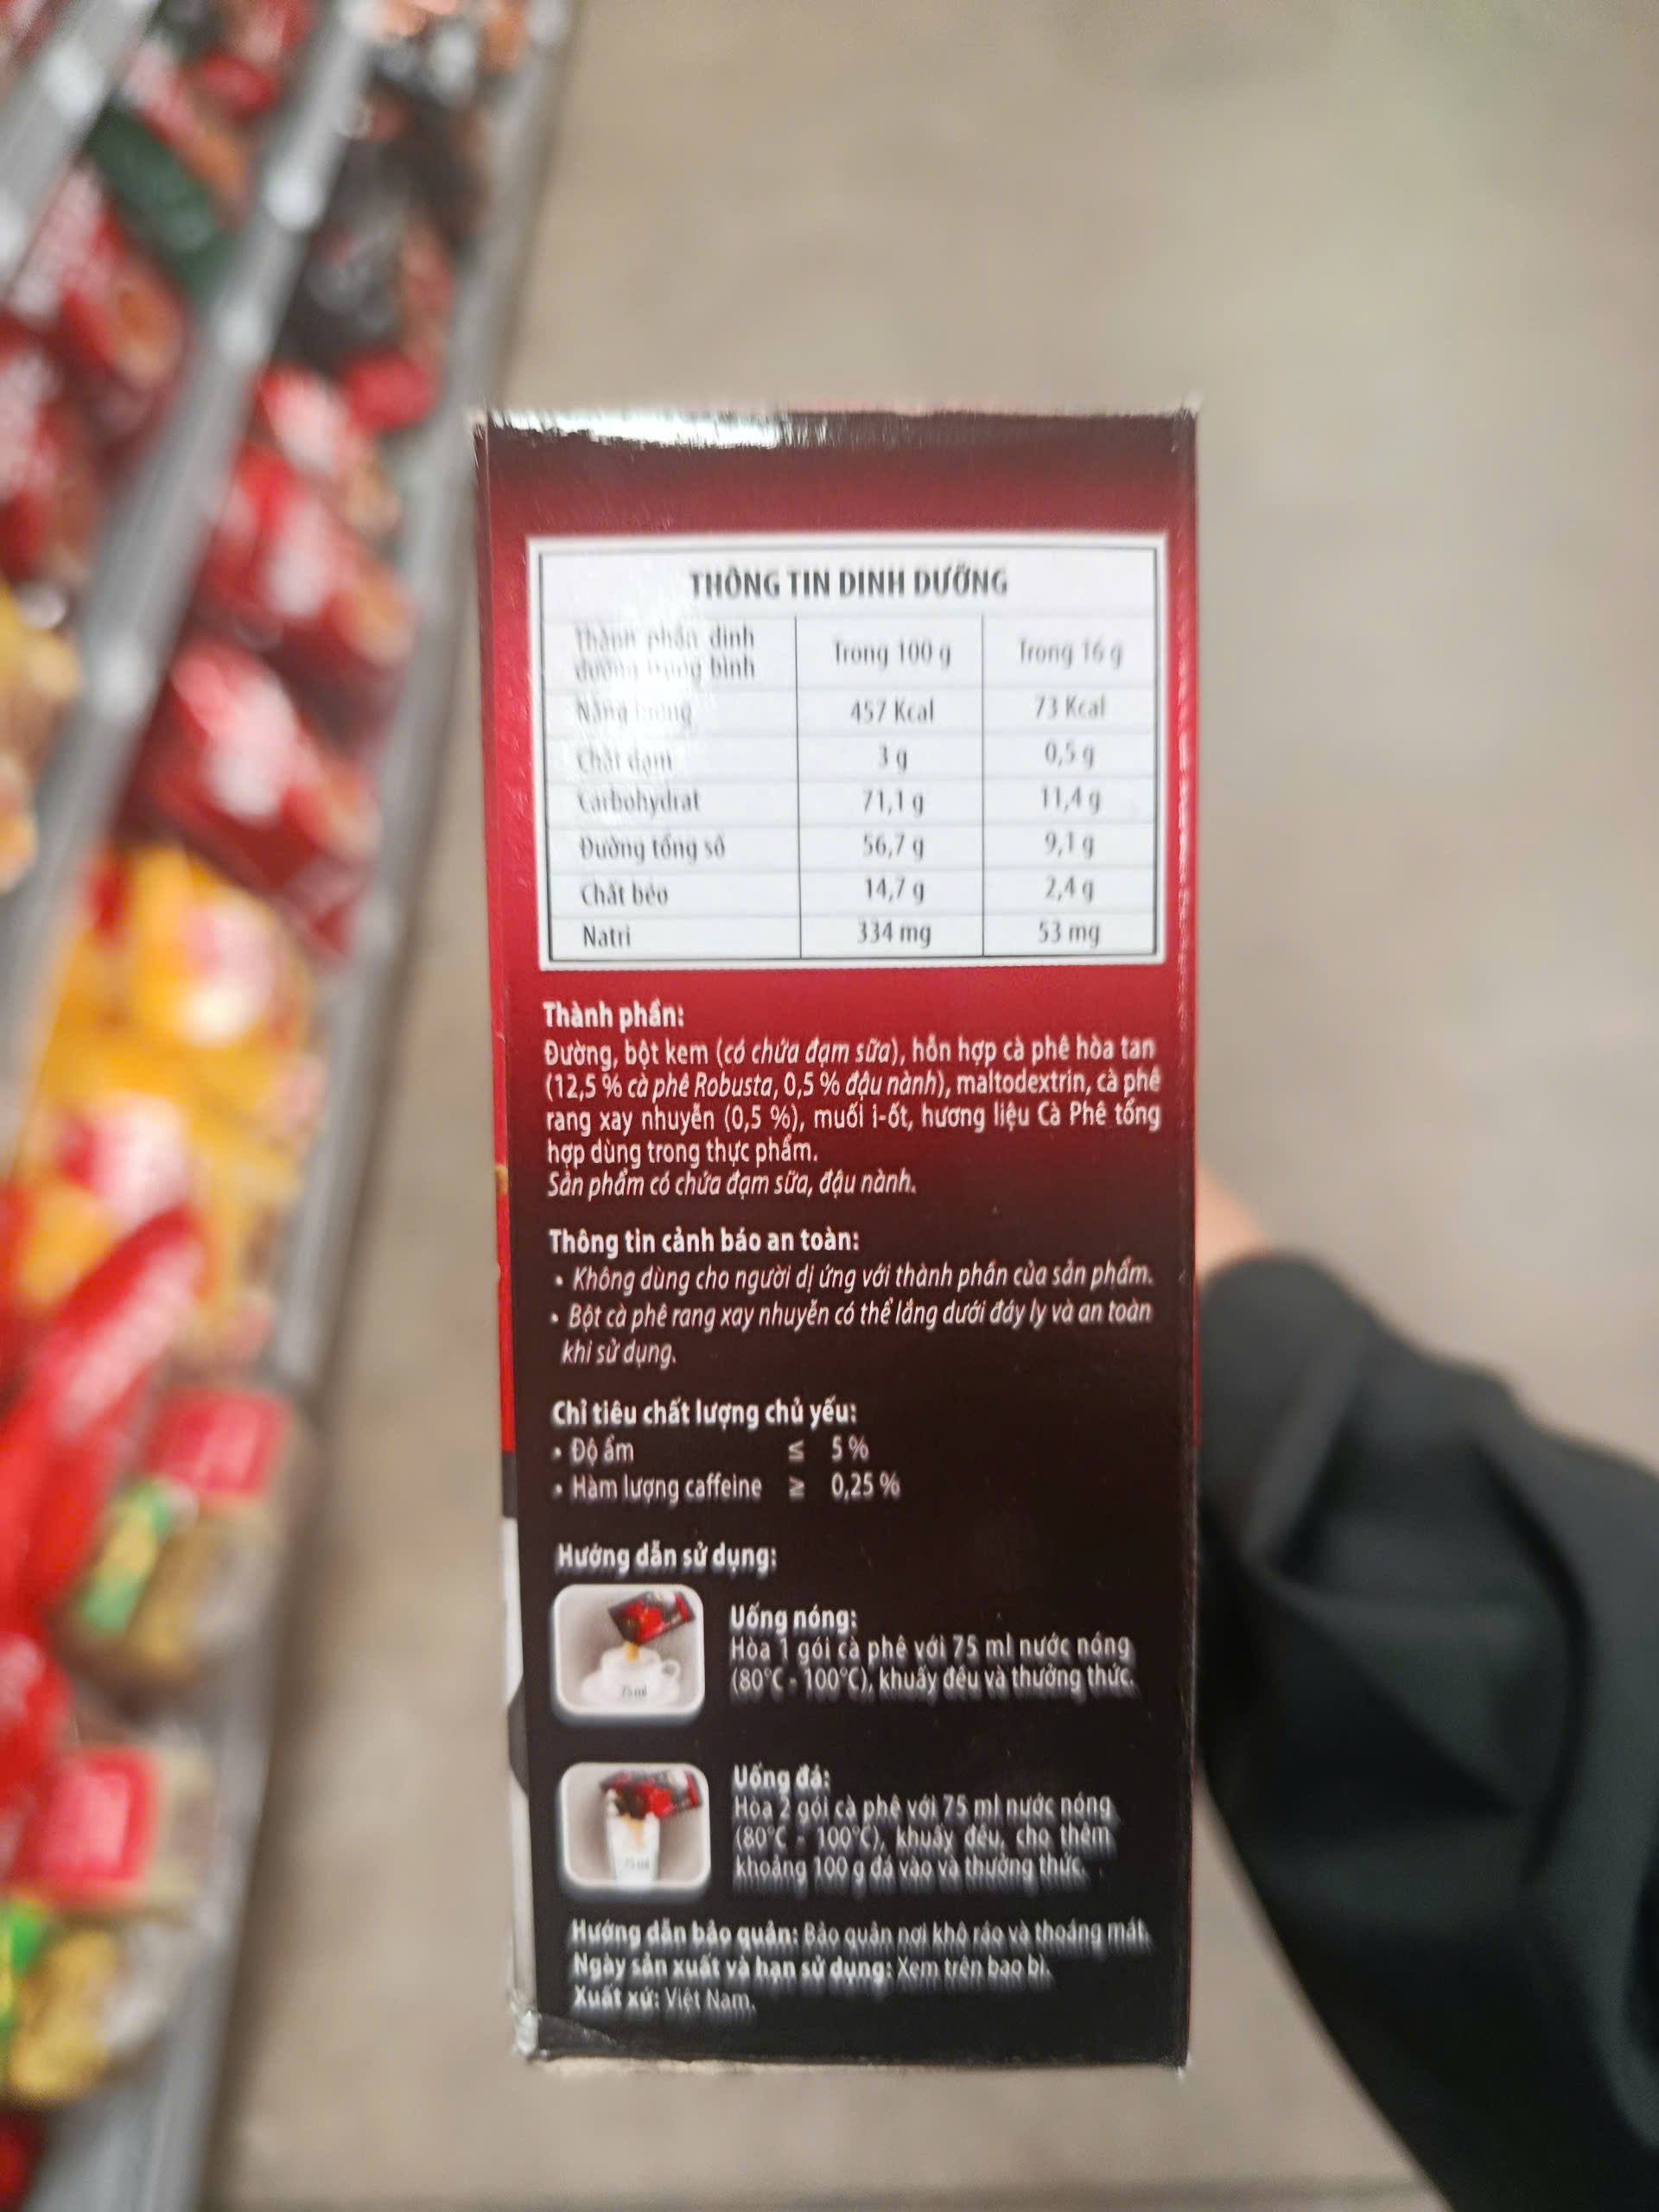 THÔNG TIN DINH DƯỠNG
Thành phần dinh dưỡng trung bình Trong 100 g Trong 16 g
Năng lượng 457 Kcal 73 Kcal
Chất đạm 3 g 0,5 g
Carbohydrat 71,1 g 11,4 g
Đường tổng số 56,7 g 9,1 g
Chất béo 14,7 g 2,4 g
Natri 334 mg 53 mg
Thành phần:
Đường, bột kem (có chứa đạm sữa), hỗn hợp cà phê hòa tan
(12,5 % cà phê Robusta, 0,5 % đậu nành), maltodextrin, cà phê
rang xay nhuyễn (0,5 %), muối i-ốt, hương liệu Cà Phê tổng
hợp dùng trong thực phẩm.
Sản phẩm có chứa đạm sữa, đậu nành.
Thông tin cảnh báo an toàn:
• Không dùng cho người dị ứng với thành phần của sản phẩm.
• Bột cà phê rang xay nhuyễn có thể lắng dưới đáy ly và an toàn
khi sử dụng.
Chỉ tiêu chất lượng chủ yếu:
• Độ ẩm ≤ 5 %
• Hàm lượng caffeine ≥ 0,25 %
Hướng dẫn sử dụng:
Uống nóng:
Hòa 1 gói cà phê với 75 ml nước nóng
(80°C - 100°C), khuấy đều và thưởng thức.
75 ml
Uống đá:
Hòa 2 gói cà phê với 75 ml nước nóng
(80°C - 100°C), khuấy đều, cho thêm
khoảng 100 g đá vào và thưởng thức.
75 ml
Hướng dẫn bảo quản: Bảo quản nơi khô ráo và thoáng mát.
Ngày sản xuất và hạn sử dụng: Xem trên bao bì.
Xuất xứ: Việt Nam.